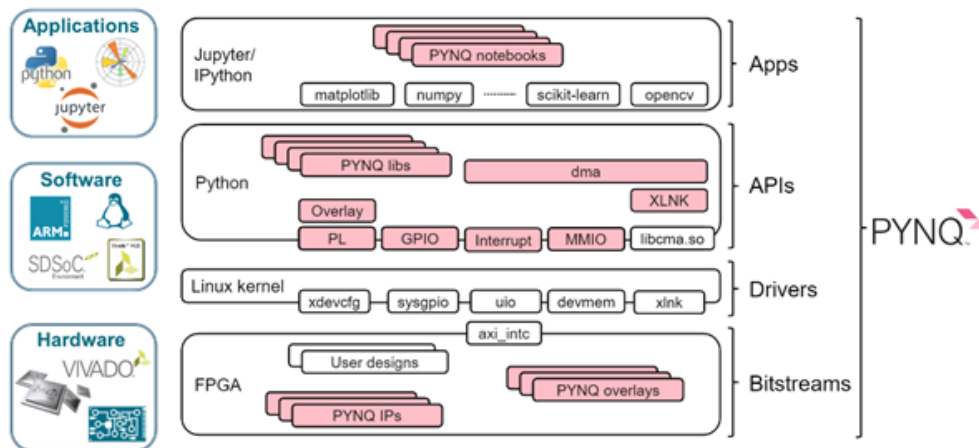 Applications
python
jupyter
Software
ARM
SDSoC
Environment
Hardware
VIVADO
Jupyter/
IPython
PYNQ notebooks
matplotlib
numpy
scikit-learn
opencv
Apps
Python
PYNQ libs
dma
XLNK
Overlay
PL
GPIO
Interrupt
MMIO
libcma.so
APIs
Linux kernel
xdevcfg
sysgpio
uio
devmem
xlnk
Drivers
axi_intc
FPGA
User designs
PYNQ overlays
PYNQ IPs
Bitstreams
PYNQ